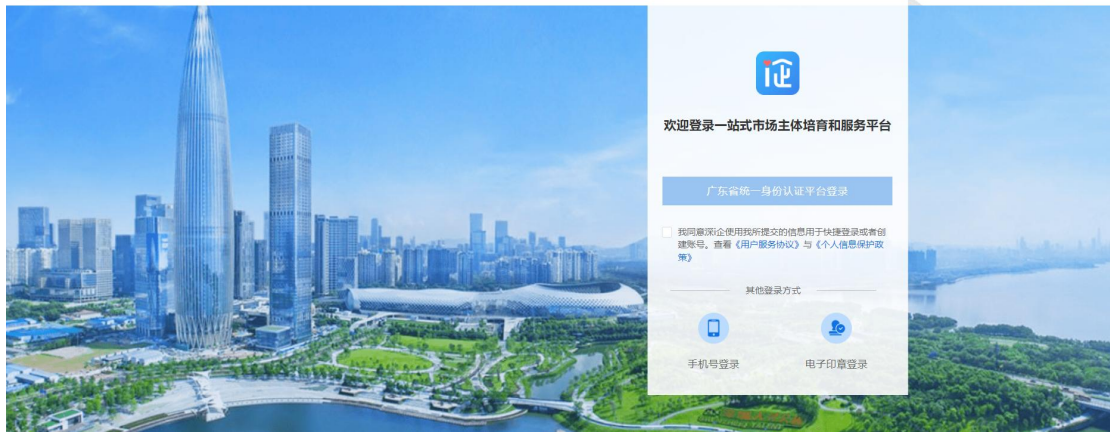 i企
欢迎登录一站式市场主体培育和服务平台
广东省统一身份认证平台登录
我同意深i企使用我所提交的信息用于快捷登录或者创
建账号。查看《用户服务协议》与《个人信息保护政
策》
其他登录方式
手机号登录
电子印章登录